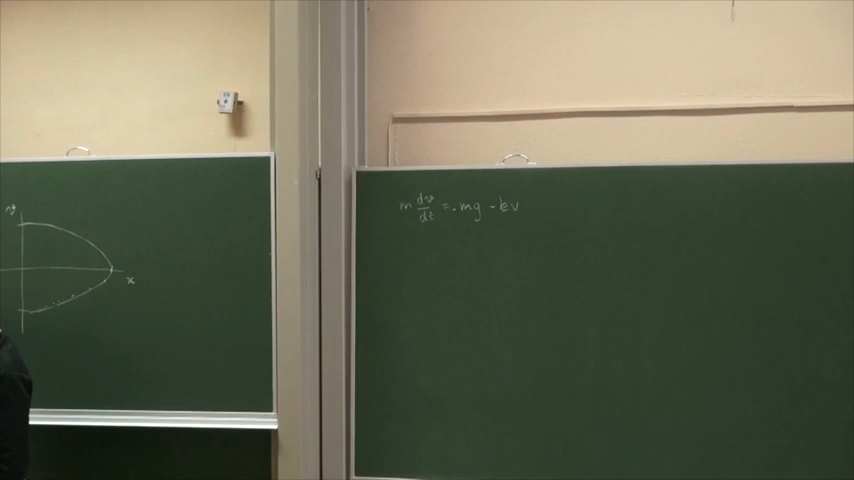 v
x
m dv/dt = -mg - kv